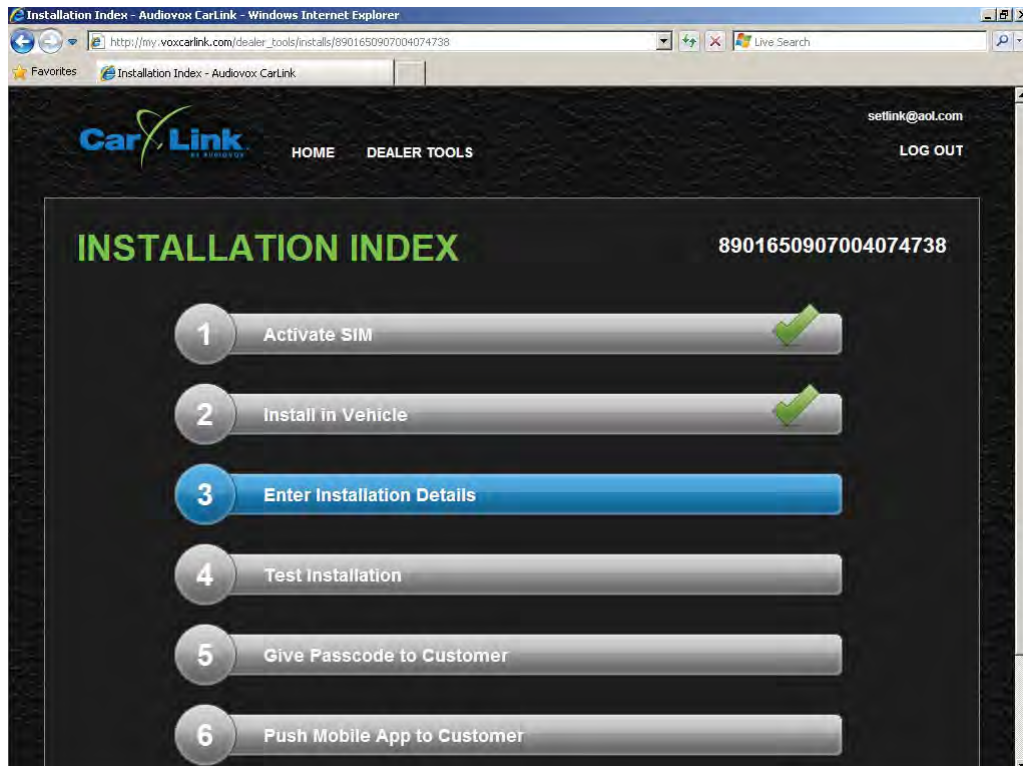 Installation Index - Audiovox CarLink - Windows Internet Explorer
http://my.voxcarlink.com/dealer_tools/installs/8901650907004074738
Live Search
Favorites
Installation Index - Audiovox CarLink
setlink@aol.com
CarLink
BY AUDIOVOX
HOME
DEALER TOOLS
LOG OUT
INSTALLATION INDEX
8901650907004074738
1 Activate SIM
2 Install in Vehicle
3 Enter Installation Details
4 Test Installation
5 Give Passcode to Customer
6 Push Mobile App to Customer